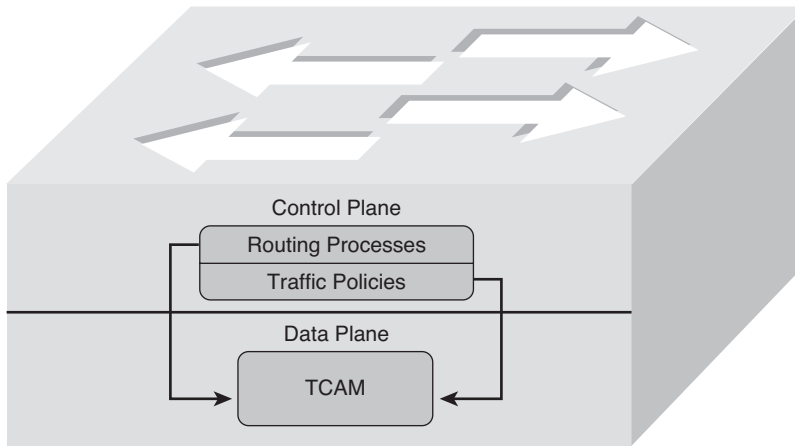 Control Plane
Routing Processes
Traffic Policies
Data Plane
TCAM